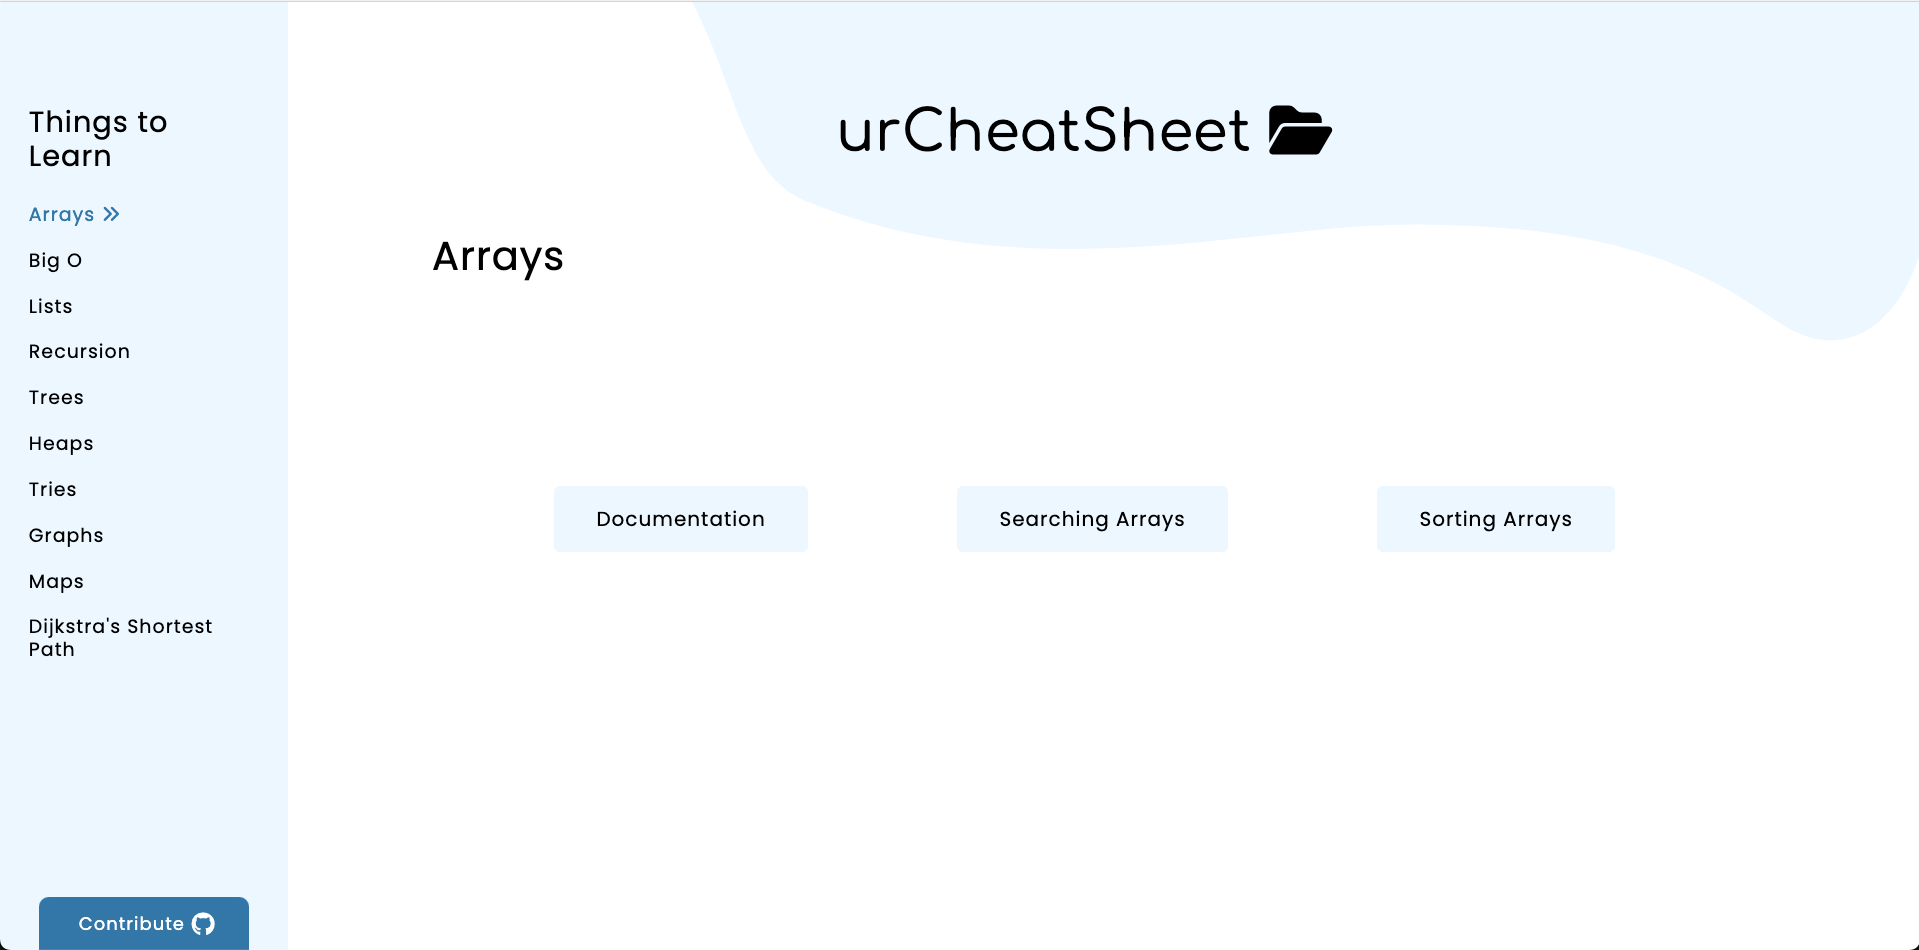 Things to
Learn
Arrays
Big O
Lists
Recursion
Trees
Heaps
Tries
Graphs
Maps
Dijkstra's Shortest
Path
Contribute
urCheatSheet
Arrays
Documentation
Searching Arrays
Sorting Arrays